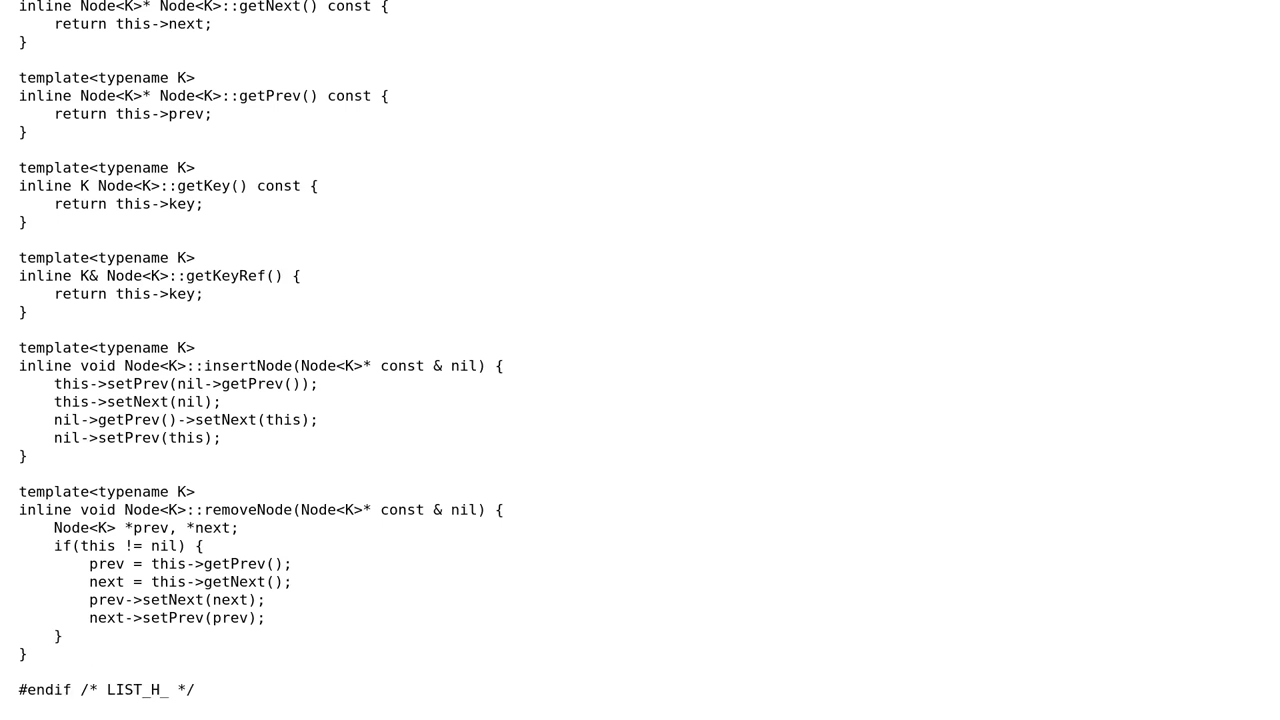 inline Node<K>* Node<K>::getNext() const {
    return this->next;
}

template<typename K>
inline Node<K>* Node<K>::getPrev() const {
    return this->prev;
}

template<typename K>
inline K Node<K>::getKey() const {
    return this->key;
}

template<typename K>
inline K& Node<K>::getKeyRef() {
    return this->key;
}

template<typename K>
inline void Node<K>::insertNode(Node<K>* const & nil) {
    this->setPrev(nil->getPrev());
    this->setNext(nil);
    nil->getPrev()->setNext(this);
    nil->setPrev(this);
}

template<typename K>
inline void Node<K>::removeNode(Node<K>* const & nil) {
    Node<K> *prev, *next;
    if(this != nil) {
        prev = this->getPrev();
        next = this->getNext();
        prev->setNext(next);
        next->setPrev(prev);
    }
}

#endif /* LIST_H_ */